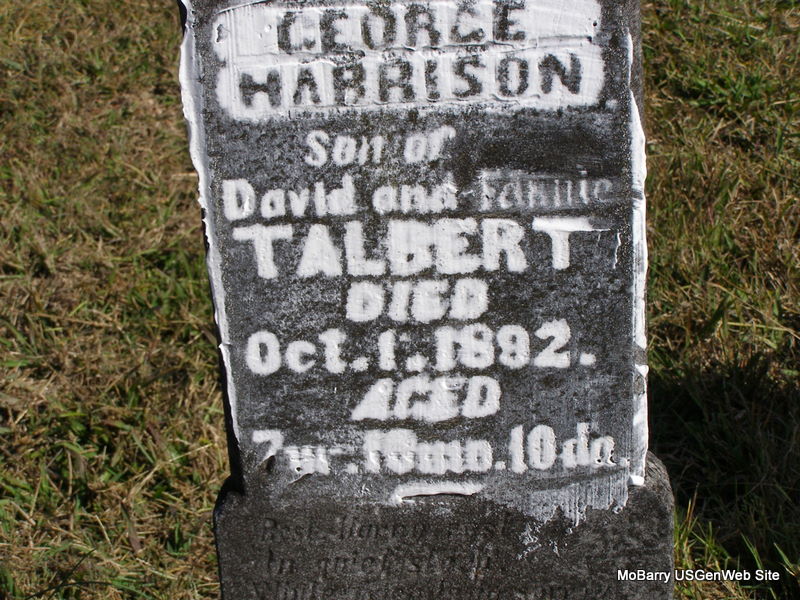 GEORGE
HARRISON.
Son of
David and Fannie
TALBERT
DIED
Oct. 1. 1892.
AGED
7 yr. 10 mo. 10 da.
MoBarry USGenWeb Site